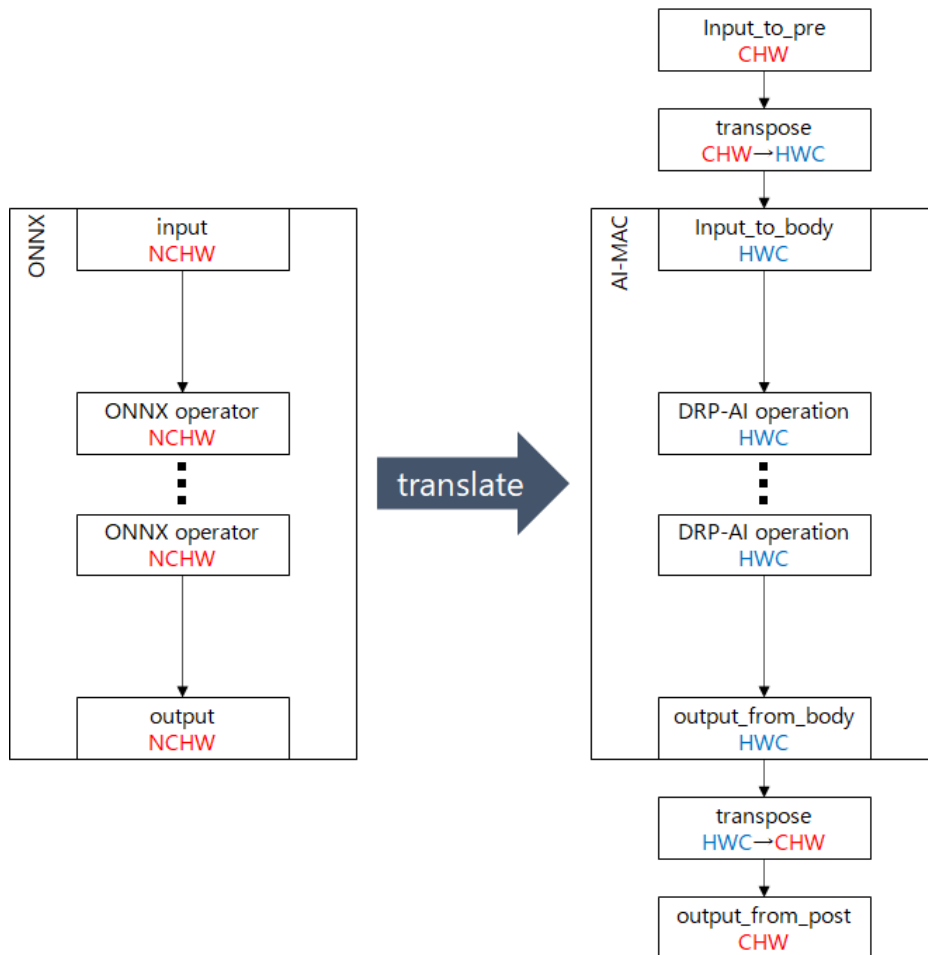 ONNX
input
NCHW
ONNX operator
NCHW
ONNX operator
NCHW
output
NCHW
translate
Input_to_pre
CHW
transpose
CHW→HWC
AI-MAC
Input_to_body
HWC
DRP-AI operation
HWC
DRP-AI operation
HWC
output_from_body
HWC
transpose
HWC→CHW
output_from_post
CHW